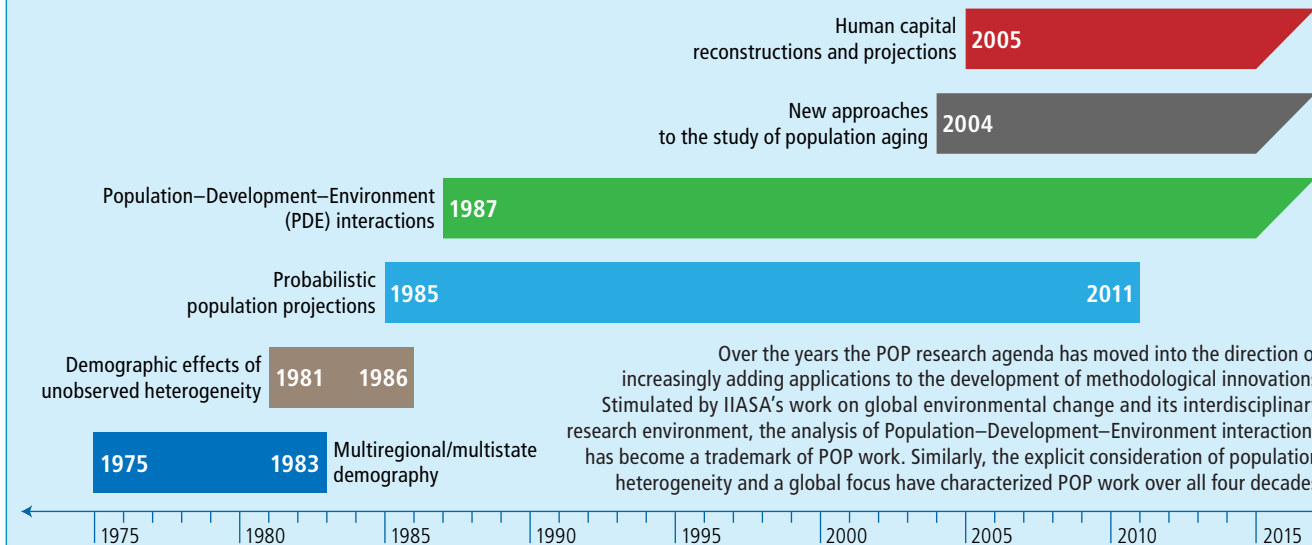 Human capital
reconstructions and projections
2005
New approaches
to the study of population aging
2004
Population–Development–Environment
(PDE) interactions
1987
Probabilistic
population projections
1985 2011
Demographic effects of
unobserved heterogeneity
1981 1986
Multiregional/multistate
demography
1975 1983
Over the years the POP research agenda has moved into the direction o
increasingly adding applications to the development of methodological innovations
Stimulated by IIASA's work on global environmental change and its interdisciplinar
research environment, the analysis of Population–Development–Environment interaction
has become a trademark of POP work. Similarly, the explicit consideration of population
heterogeneity and a global focus have characterized POP work over all four decades
1975 1980 1985 1990 1995 2000 2005 2010 2015